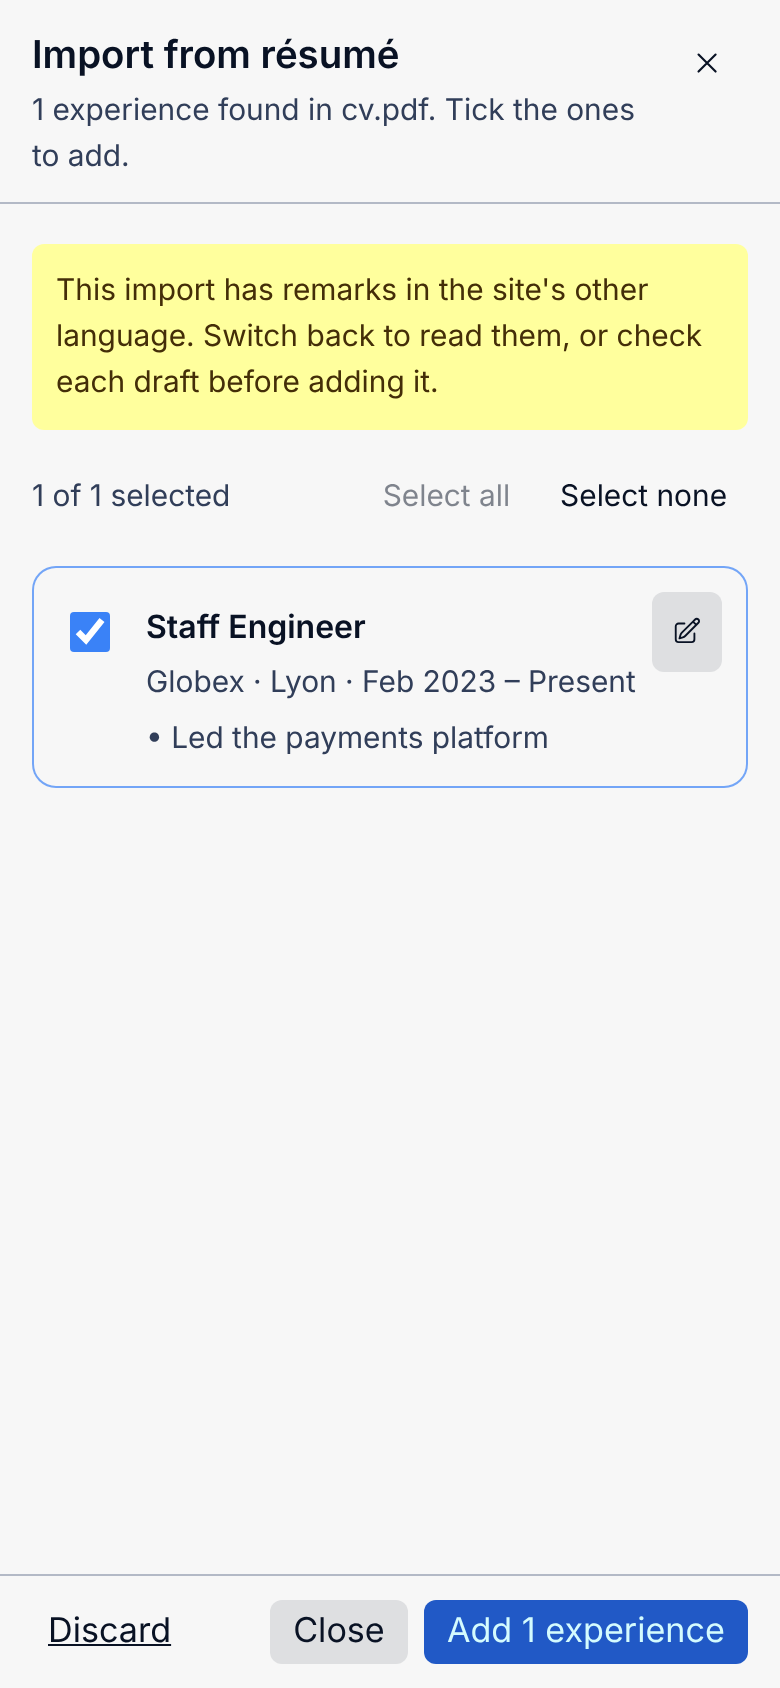 Import from résumé
1 experience found in cv.pdf. Tick the ones
to add.
This import has remarks in the site's other
language. Switch back to read them, or check
each draft before adding it.
1 of 1 selected
Select all
Select none
Staff Engineer
Globex · Lyon · Feb 2023 – Present
• Led the payments platform
Discard
Close
Add 1 experience